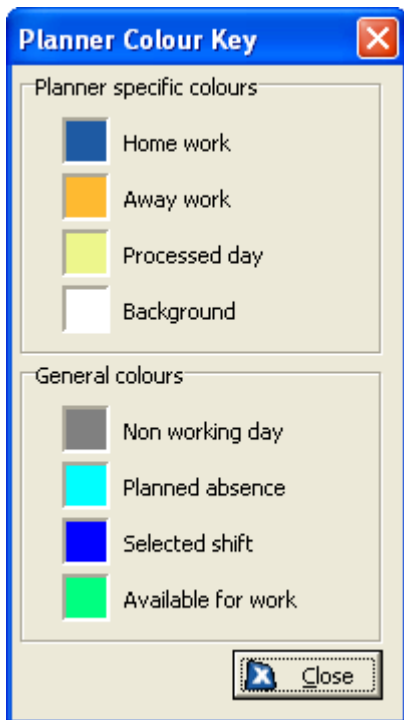 Planner Colour Key
Planner specific colours
Home work
Away work
Processed day
Background
General colours
Non working day
Planned absence
Selected shift
Available for work
Close